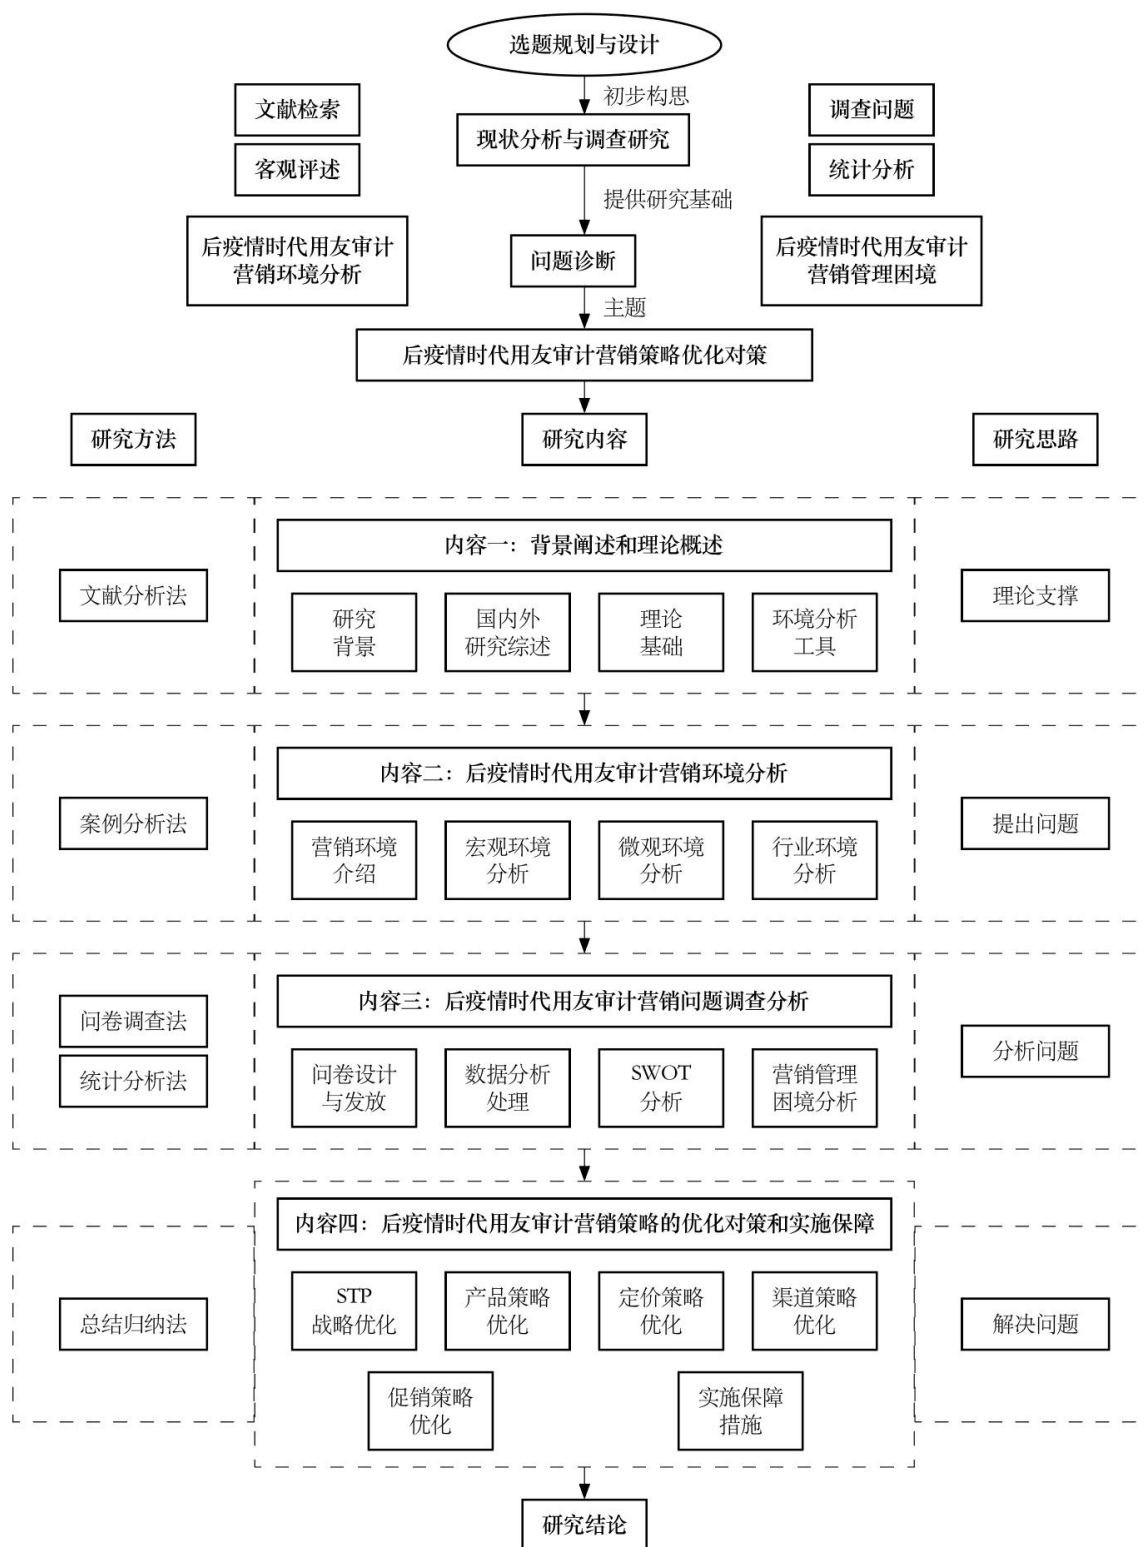 选题规划与设计
初步构思
文献检索
调查问题
现状分析与调查研究
客观评述
统计分析
提供研究基础
后疫情时代用友审计
营销环境分析
问题诊断
后疫情时代用友审计
营销管理困境
主题
后疫情时代用友审计营销策略优化对策
研究方法
研究内容
研究思路
内容一：背景阐述和理论概述
文献分析法
研究
背景
国内外
研究综述
理论
基础
环境分析
工具
理论支撑
内容二：后疫情时代用友审计营销环境分析
案例分析法
营销环境
介绍
宏观环境
分析
微观环境
分析
行业环境
分析
提出问题
内容三：后疫情时代用友审计营销问题调查分析
问卷调查法
统计分析法
问卷设计
与发放
数据分析
处理
SWOT
分析
营销管理
困境分析
分析问题
内容四：后疫情时代用友审计营销策略的优化对策和实施保障
总结归纳法
STP
战略优化
产品策略
优化
定价策略
优化
渠道策略
优化
促销策略
优化
实施保障
措施
解决问题
研究结论